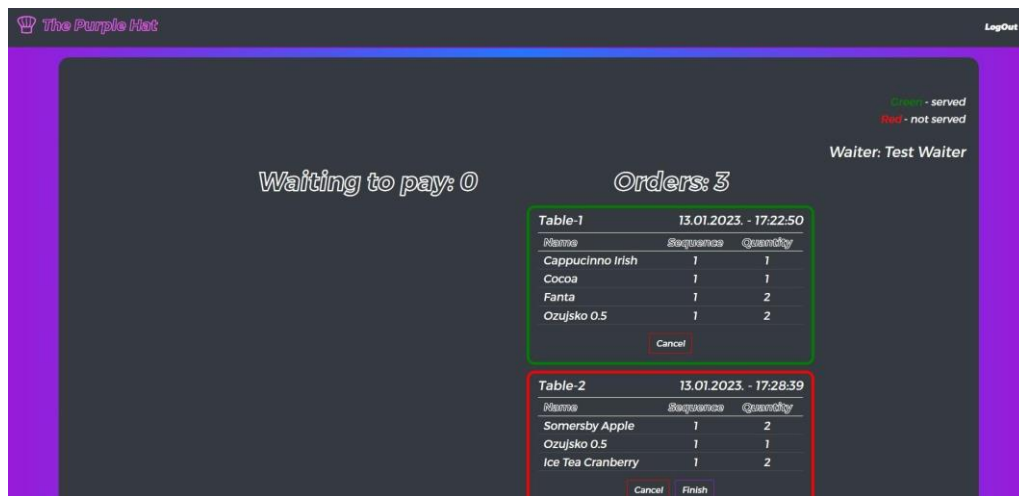 The Purple Hat
LogOut
Green - served
Red - not served
Waiter: Test Waiter
Waiting to pay: 0
Orders: 3
Table-1 13.01.2023. - 17:22:50
Name Sequence Quantity
Cappucinno Irish 1 1
Cocoa 1 1
Fanta 1 2
Ozujsko 0.5 1 2
Cancel
Table-2 13.01.2023. - 17:28:39
Name Sequence Quantity
Somersby Apple 1 2
Ozujsko 0.5 1 1
Ice Tea Cranberry 1 2
Cancel Finish